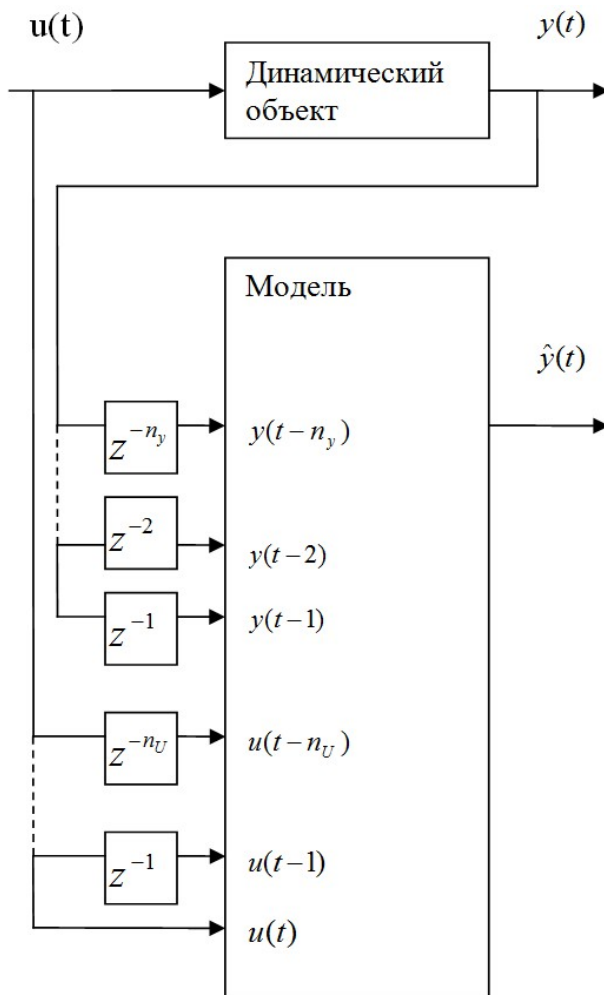 u(t)
y(t)
Динамический
объект
Модель
ŷ(t)
z^{-n_y}
y(t − n_y)
z^{-2}
y(t − 2)
z^{-1}
y(t − 1)
z^{-n_U}
u(t − n_U)
z^{-1}
u(t − 1)
u(t)